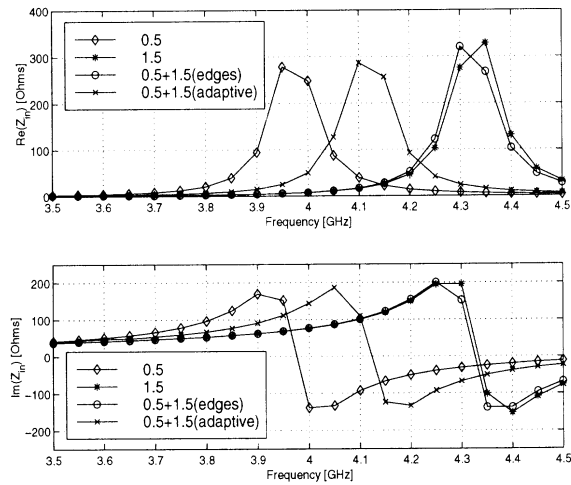 400
300
200
100
0
Re(Z_in) [Ohms]
0.5
1.5
0.5+1.5(edges)
0.5+1.5(adaptive)
3.5 3.6 3.7 3.8 3.9 4 4.1 4.2 4.3 4.4 4.5
Frequency [GHz]
200
100
0
-100
-200
Im(Z_in) [Ohms]
0.5
1.5
0.5+1.5(edges)
0.5+1.5(adaptive)
3.5 3.6 3.7 3.8 3.9 4 4.1 4.2 4.3 4.4 4.5
Frequency [GHz]